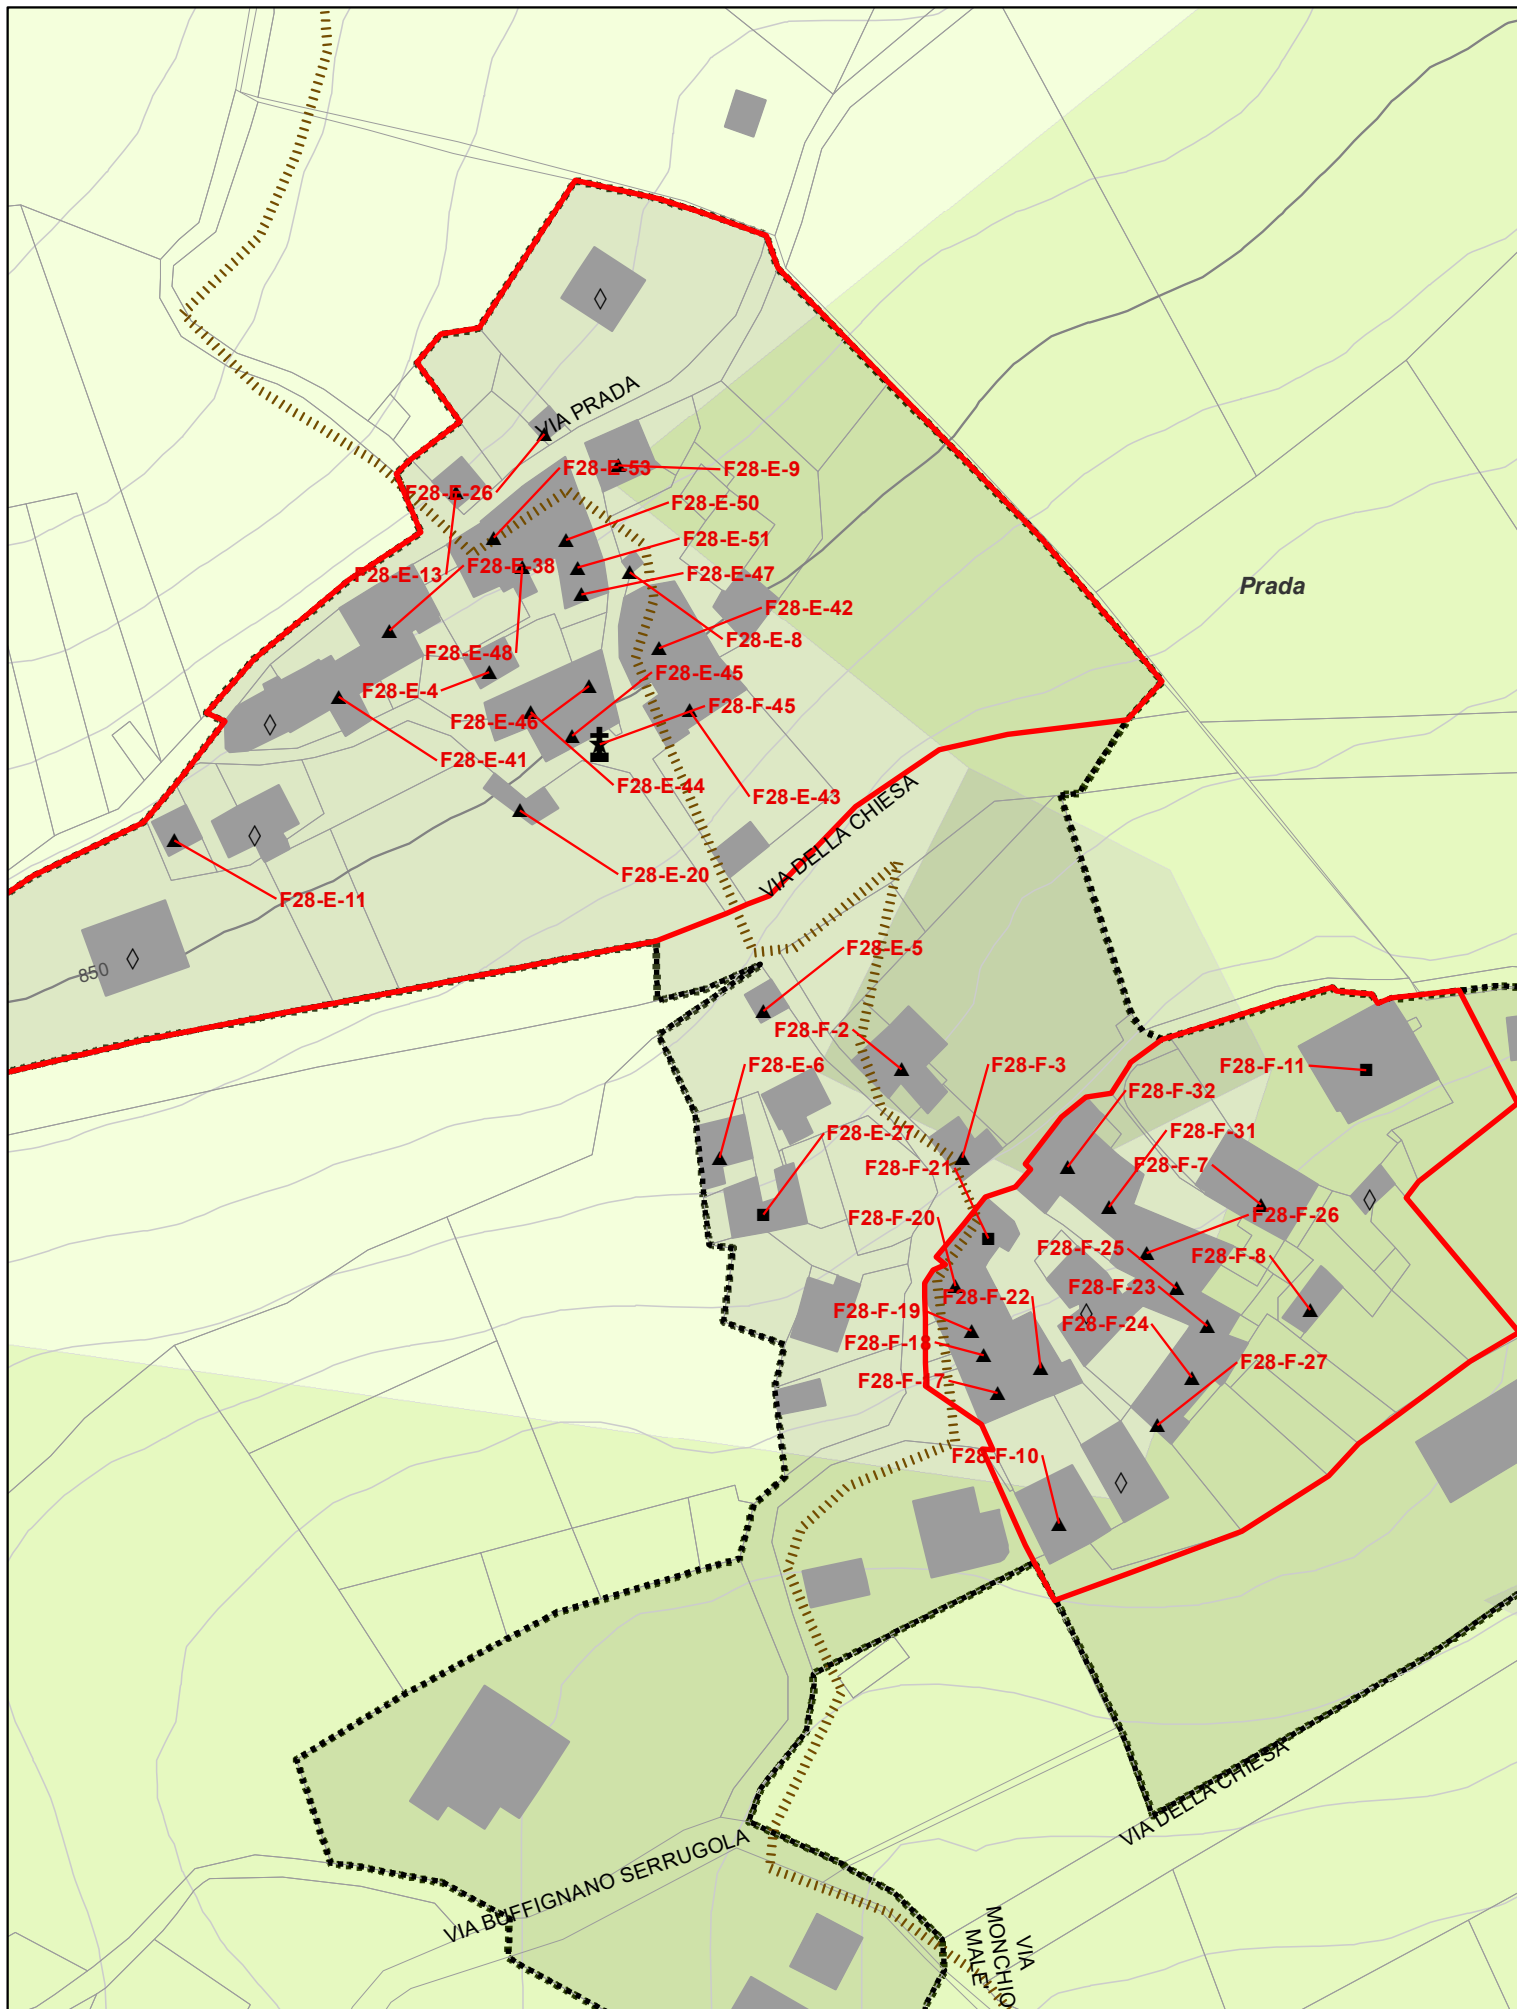 VIA PRADA
F28-E-53
F28-E-9
F28-E-26
F28-E-50
F28-E-51
F28-E-38
F28-E-13
F28-E-47
Prada
F28-E-42
F28-E-8
F28-E-48
F28-E-45
F28-E-4
F28-F-45
F28-E-46
F28-E-41
F28-E-44
F28-E-43
VIA DELLA CHIESA
F28-E-20
F28-E-11
F28-E-5
850
F28-F-2
F28-E-6
F28-F-3
F28-F-11
F28-F-32
F28-E-27
F28-F-31
F28-F-21
F28-F-7
F28-F-20
F28-F-26
F28-F-25
F28-F-8
F28-F-23
F28-F-22
F28-F-19
F28-F-24
F28-F-18
F28-F-27
F28-F-17
F28-F-10
VIA DELLA CHIESA
VIA BUFFIGNANO SERRUGOLA
VIA
MONCHIO
MALE